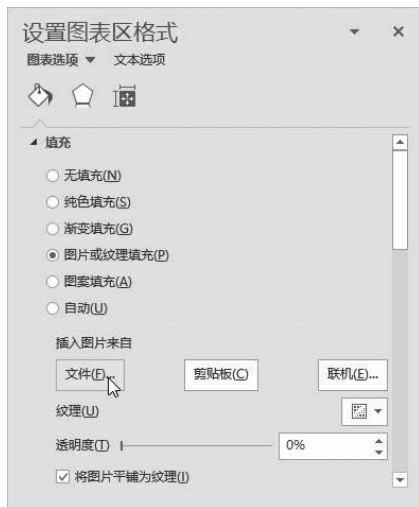 设置图表区格式
图表选项 文本选项
填充
无填充(N)
纯色填充(S)
渐变填充(G)
图片或纹理填充(P)
图案填充(A)
自动(U)
插入图片来自
文件(F)... 剪贴板(C) 联机(E)...
纹理(U)
透明度(T) 0%
将图片平铺为纹理(I)